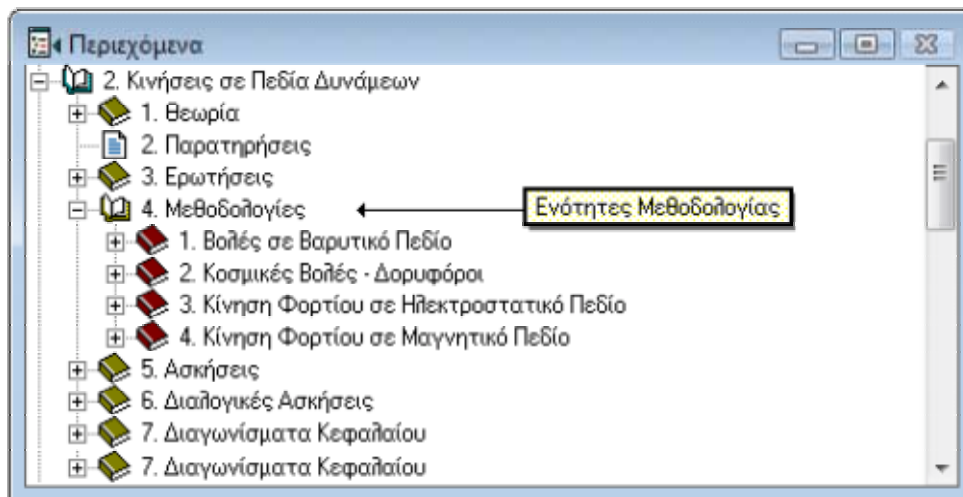 Περιεχόμενα
2. Κινήσεις σε Πεδία Δυνάμεων
1. Θεωρία
2. Παρατηρήσεις
3. Ερωτήσεις
4. Μεθοδολογίες
Ενότητες Μεθοδολογίας
1. Βολές σε Βαρυτικό Πεδίο
2. Κοσμικές Βολές - Δορυφόροι
3. Κίνηση Φορτίου σε Ηλεκτροστατικό Πεδίο
4. Κίνηση Φορτίου σε Μαγνητικό Πεδίο
5. Ασκήσεις
6. Διαλογικές Ασκήσεις
7. Διαγωνίσματα Κεφαλαίου
7. Διαγωνίσματα Κεφαλαίου